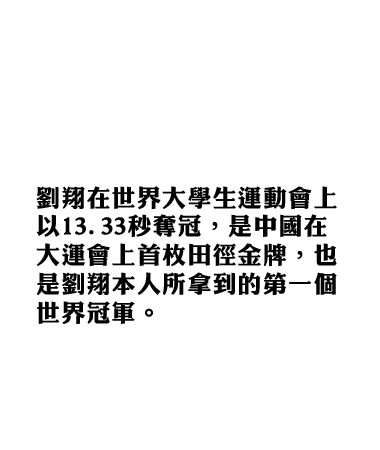 劉翔在世界大學生運動會上
以13.33秒奪冠，是中國在
大運會上首枚田徑金牌，也
是劉翔本人所拿到的第一個
世界冠軍。